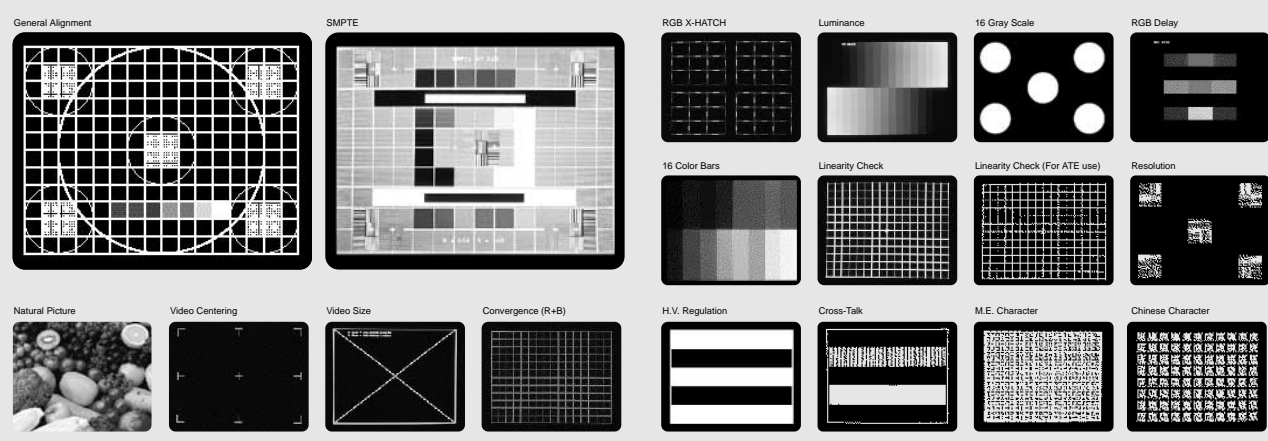 General Alignment
SMPTE
RGB X-HATCH
Luminance
16 Gray Scale
RGB Delay
16 Color Bars
Linearity Check
Linearity Check (For ATE use)
Resolution
Natural Picture
Video Centering
Video Size
Convergence (R+B)
H.V. Regulation
Cross-Talk
M.E. Character
Chinese Character